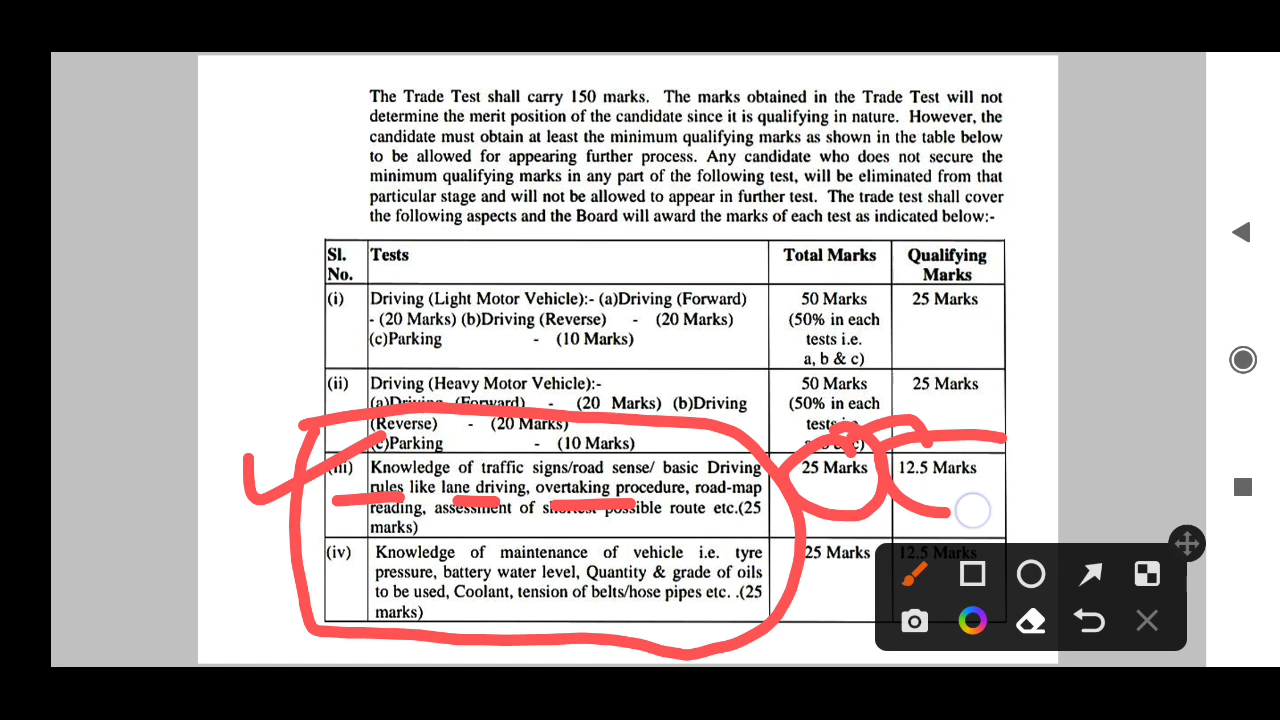 The Trade Test shall carry 150 marks. The marks obtained in the Trade Test will not
determine the merit position of the candidate since it is qualifying in nature. However, the
candidate must obtain at least the minimum qualifying marks as shown in the table below
to be allowed for appearing further process. Any candidate who does not secure the
minimum qualifying marks in any part of the following test, will be eliminated from that
particular stage and will not be allowed to appear in further test. The trade test shall cover
the following aspects and the Board will award the marks of each test as indicated below:-
Sl. No. Tests Total Marks Qualifying Marks
(i) Driving (Light Motor Vehicle):- (a)Driving (Forward) 50 Marks 25 Marks
- (20 Marks) (b)Driving (Reverse) - (20 Marks) (50% in each
(c)Parking - (10 Marks) tests i.e.
a, b & c)
(ii) Driving (Heavy Motor Vehicle):- 50 Marks 25 Marks
(a)Driving (Forward) - (20 Marks) (b)Driving (50% in each
(Reverse) - (20 Marks) tests
(c)Parking - (10 Marks) c)
(iii) Knowledge of traffic signs/road sense/ basic Driving 25 Marks 12.5 Marks
rules like lane driving, overtaking procedure, road-map
reading, assessment of shortest possible route etc.(25
marks)
(iv) Knowledge of maintenance of vehicle i.e. tyre 25 Marks 12.5 Marks
pressure, battery water level, Quantity & grade of oils
to be used, Coolant, tension of belts/hose pipes etc. .(25
marks)